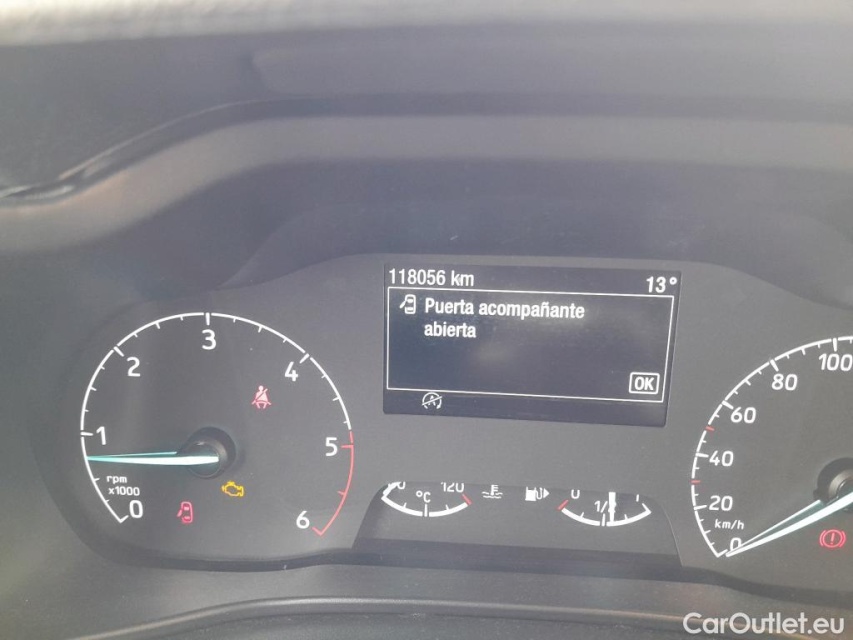 118056 km 13°
Puerta acompañante
abierta
OK
1 2 3 4 5 6
rpm
x1000
0
°C 120
0 1/2 1
0 20 40 60 80 100
km/h
CarOutlet.eu